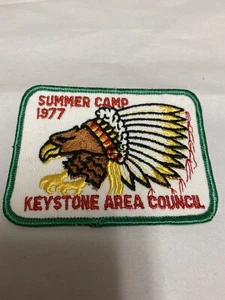 SUMMER CAMP
1977
KEYSTONE AREA COUNCIL